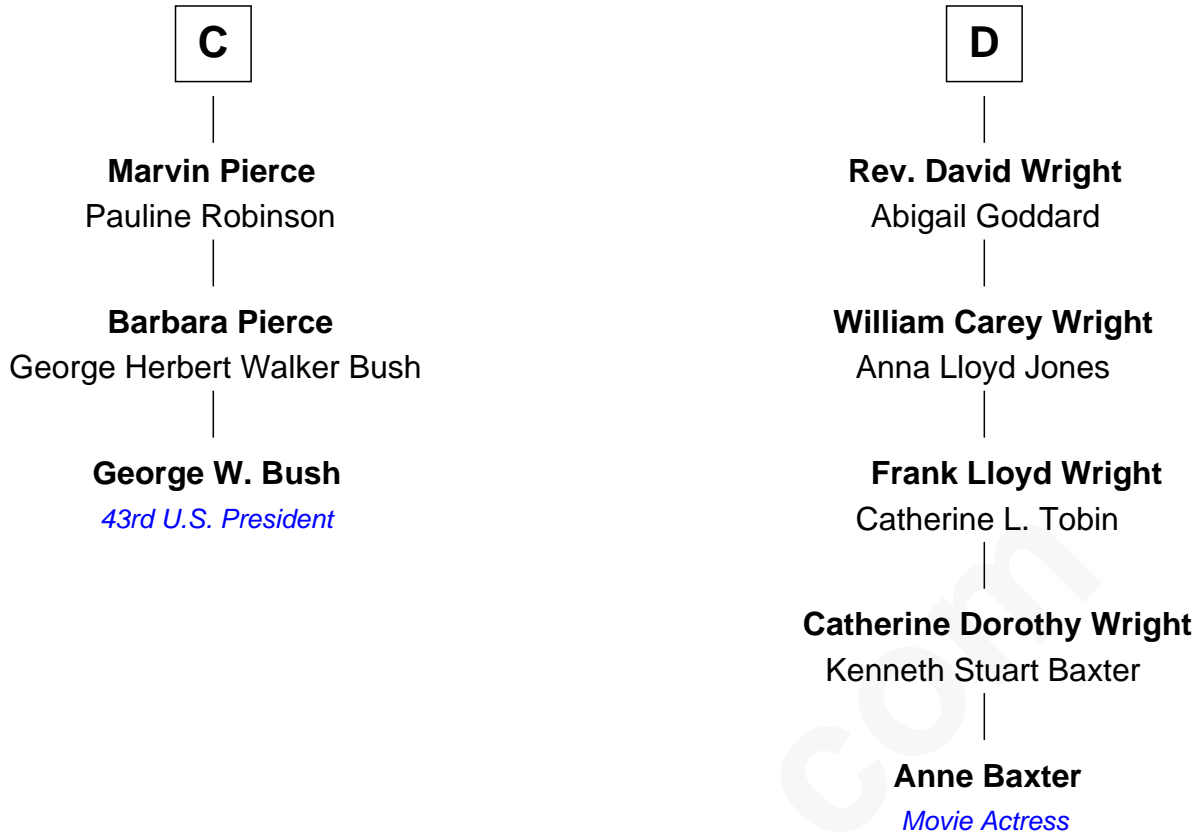 C
Marvin Pierce
Pauline Robinson
Barbara Pierce
George Herbert Walker Bush
George W. Bush
43rd U.S. President
D
Rev. David Wright
Abigail Goddard
William Carey Wright
Anna Lloyd Jones
Frank Lloyd Wright
Catherine L. Tobin
Catherine Dorothy Wright
Kenneth Stuart Baxter
Anne Baxter
Movie Actress
com